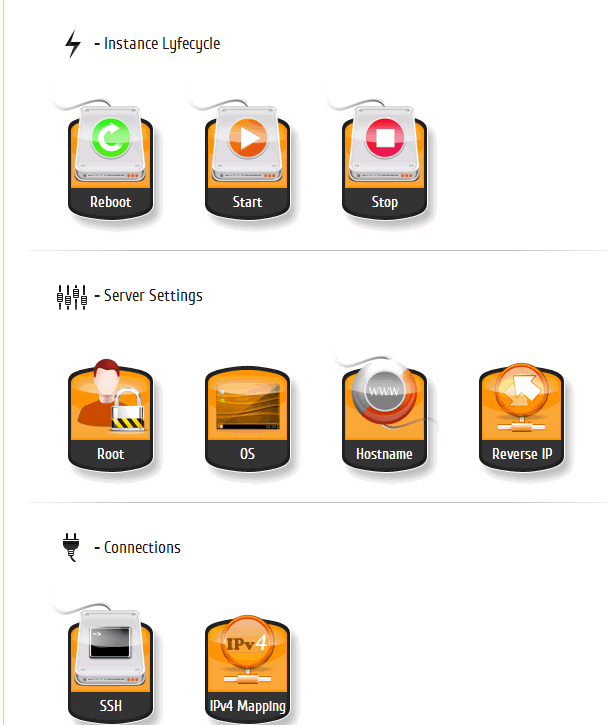 - Instance Lyfecycle
Reboot
Start
Stop
- Server Settings
www
Root
OS
Hostname
Reverse IP
- Connections
~>
IPv4
SSH
IPv4 Mapping